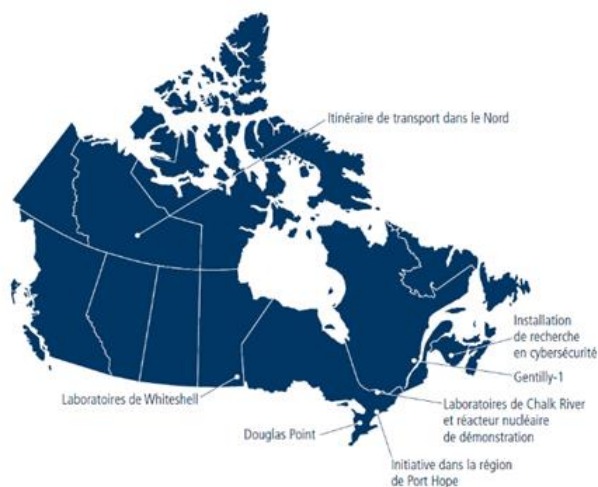 Itinéraire de transport dans le Nord
Installation
de recherche
en cybersécurité
Gentilly-1
Laboratoires de Whiteshell
Laboratoires de Chalk River
et réacteur nucléaire
de démonstration
Douglas Point
Initiative dans la région
de Port Hope